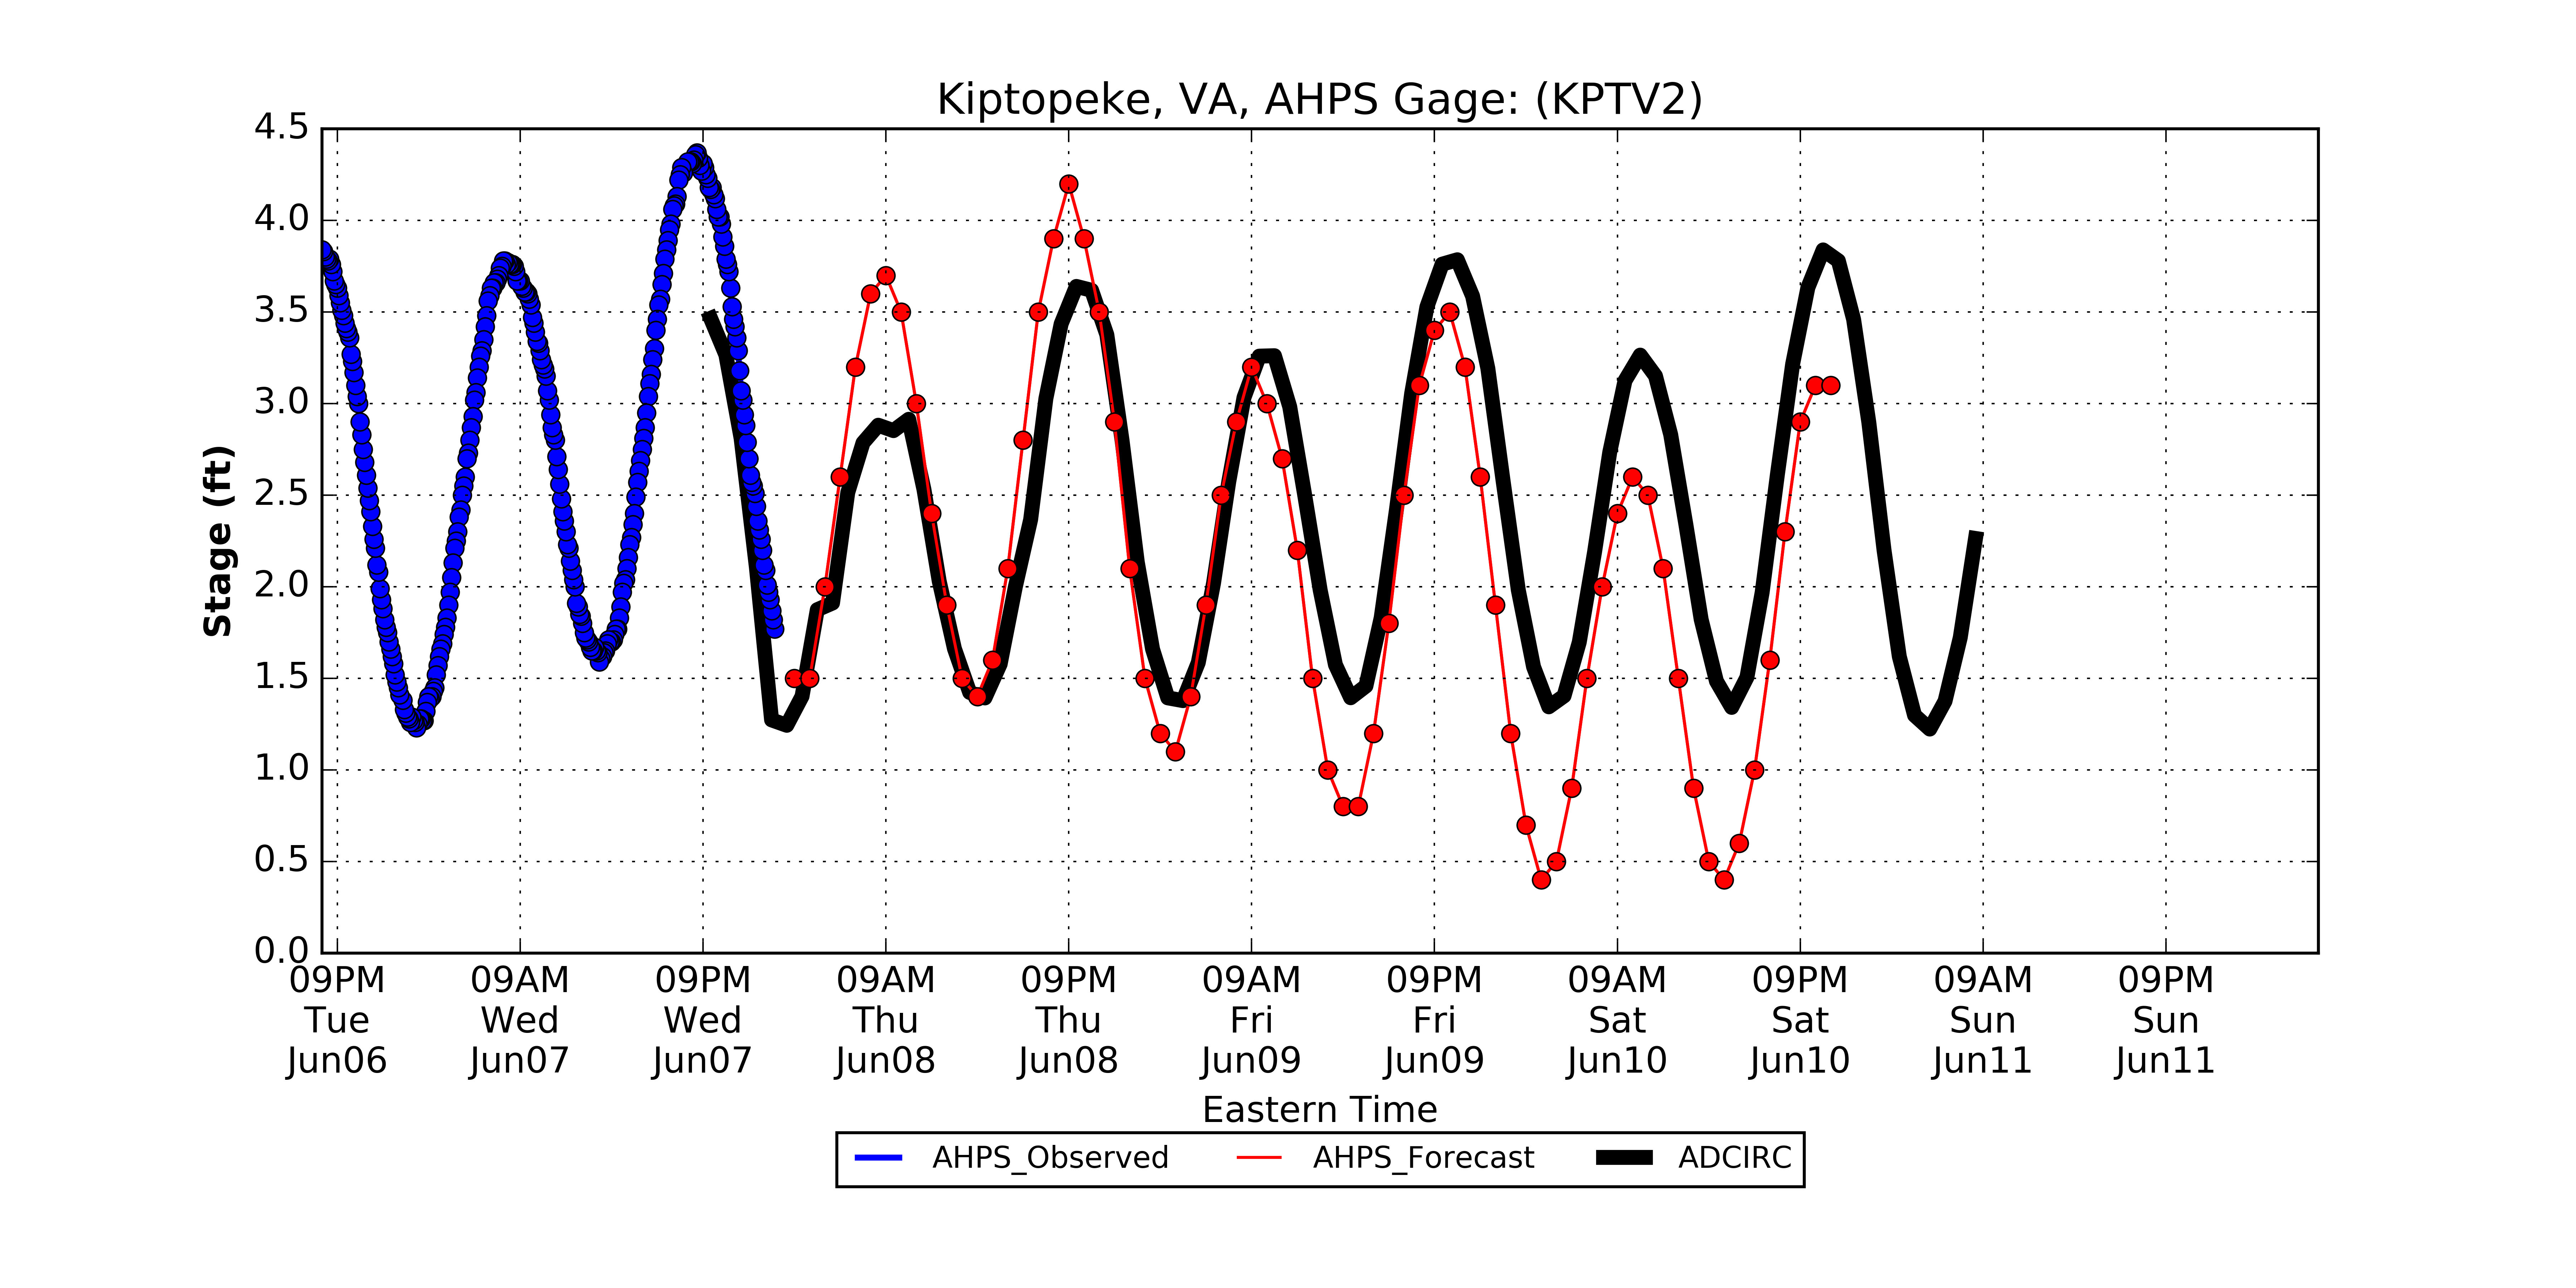 Kiptopeke, VA, AHPS Gage: (KPTV2)
4.5
4.0
3.5
3.0
2.5
2.0
1.5
1.0
0.5
0.0
Stage (ft)
09PM 09AM 09PM 09AM 09PM 09AM 09PM 09AM 09PM 09AM 09PM
Tue Wed Wed Thu Thu Fri Fri Sat Sat Sun Sun
Jun06 Jun07 Jun07 Jun08 Jun08 Jun09 Jun09 Jun10 Jun10 Jun11 Jun11
Eastern Time
AHPS_Observed AHPS_Forecast ADCIRC